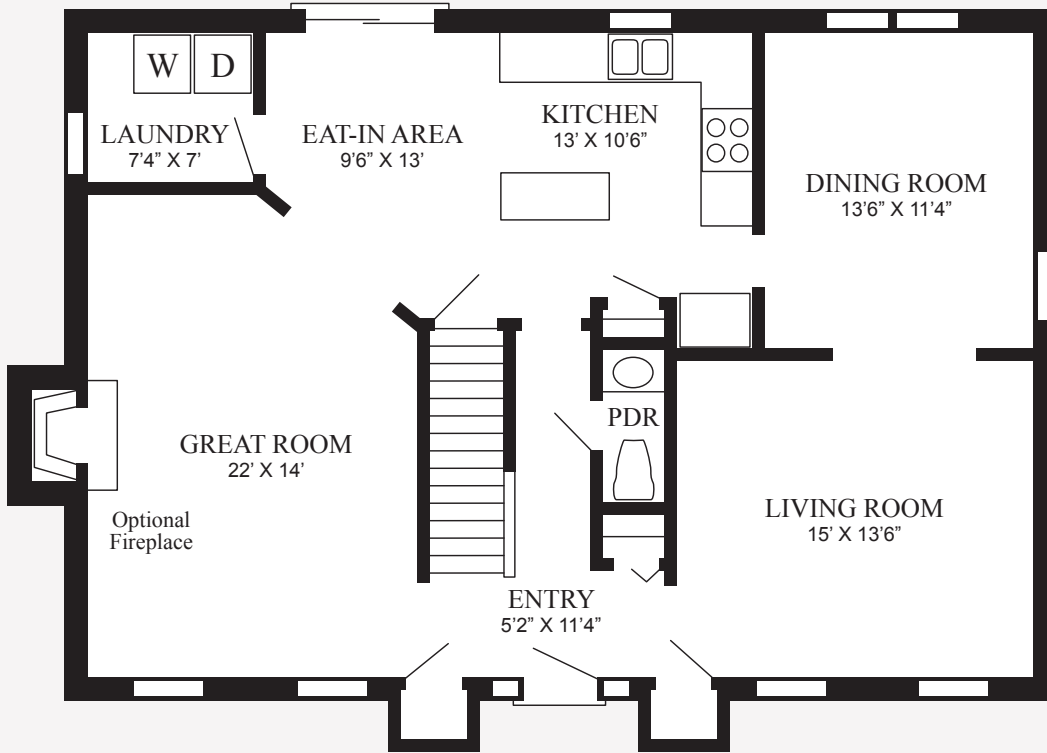 W D
LAUNDRY
7'4” X 7'
EAT-IN AREA
9'6” X 13'
KITCHEN
13' X 10'6”
DINING ROOM
13'6” X 11'4”
GREAT ROOM
22' X 14'
Optional
Fireplace
PDR
LIVING ROOM
15' X 13'6”
ENTRY
5'2” X 11'4”